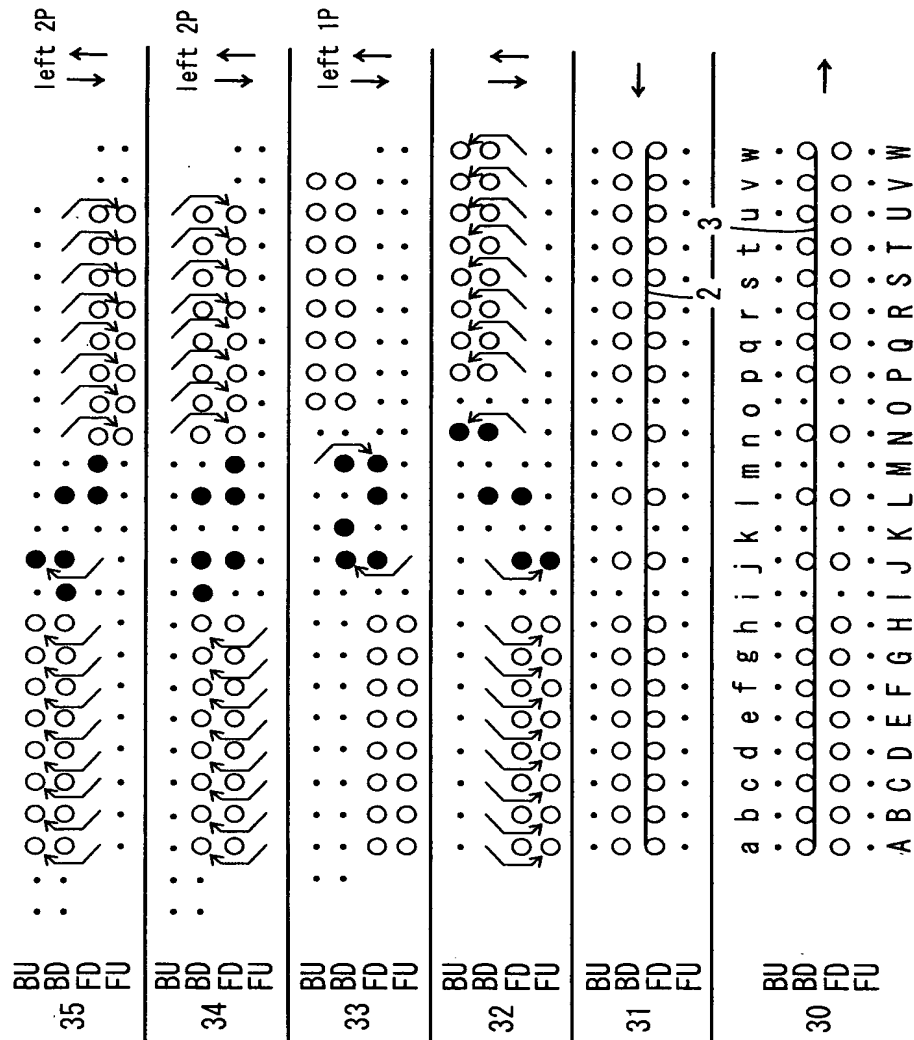 left 2P
BU
BD
FD
FU
35
left 2P
BU
BD
FD
FU
34
left 1P
BU
BD
FD
FU
33
BU
BD
FD
FU
32
BU
BD
FD
FU
31
2
3
a b c d e f g h i j k l m n o p q r s t u v w
BU
BD
FD
FU
30
A B C D E F G H I J K L M N O P Q R S T U V W